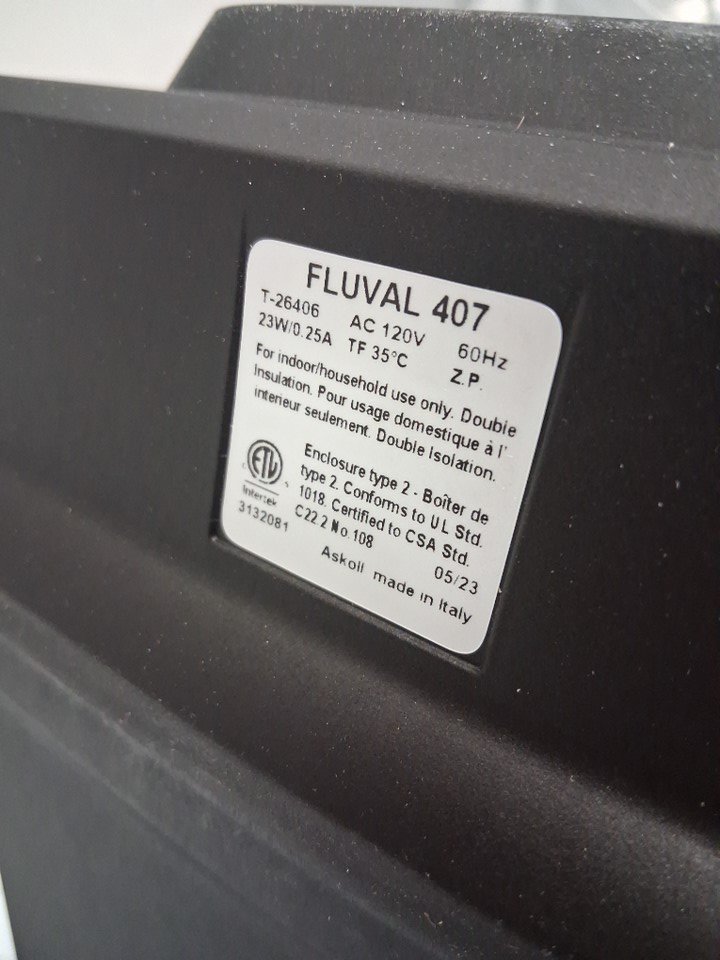 FLUVAL 407
T-26406 AC 120V 60Hz
23W/0.25A TF 35°C Z.P.
For indoor/household use only. Double
Insulation. Pour usage domestique à l'
interieur seulement. Double Isolation.
ETL
Intertek
3132081
Enclosure type 2 - Boîter de
type 2. Conforms to UL Std.
1018. Certified to CSA Std.
C22.2 No.108
05/23
Askoll made in Italy